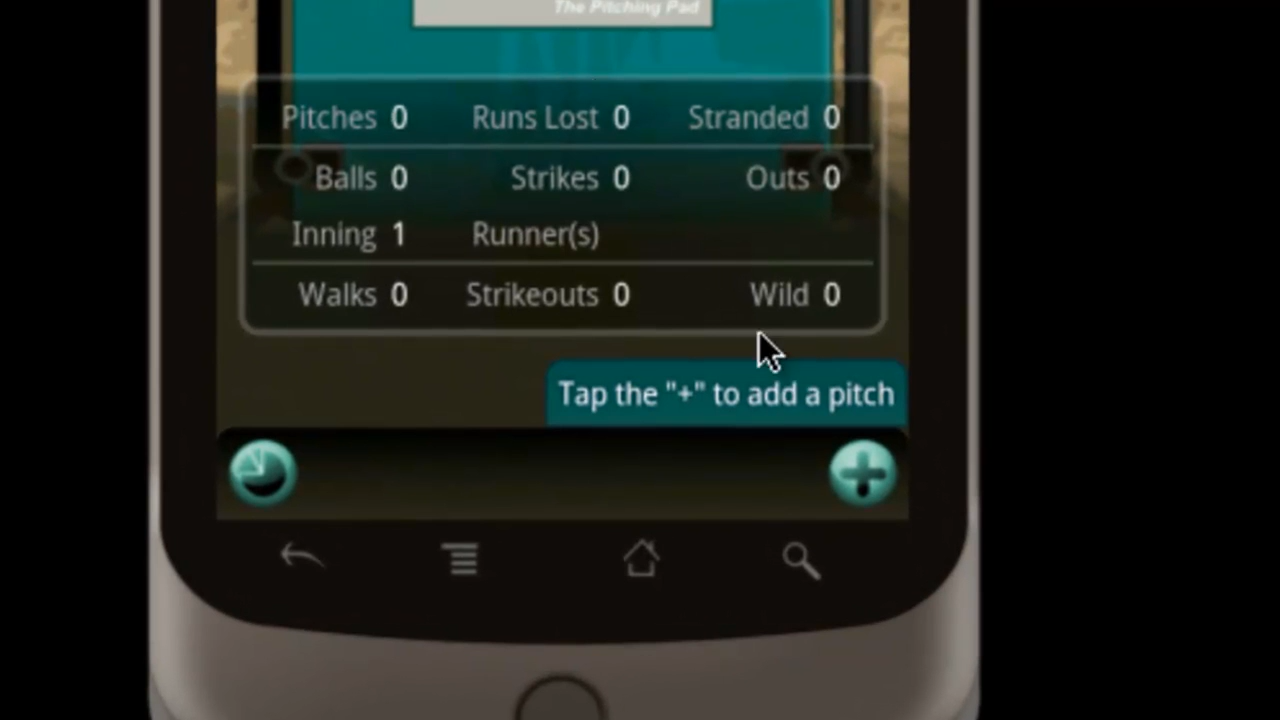 The Pitching Pad
Pitches 0 Runs Lost 0 Stranded 0
Balls 0 Strikes 0 Outs 0
Inning 1 Runner(s)
Walks 0 Strikeouts 0 Wild 0
Tap the "+" to add a pitch